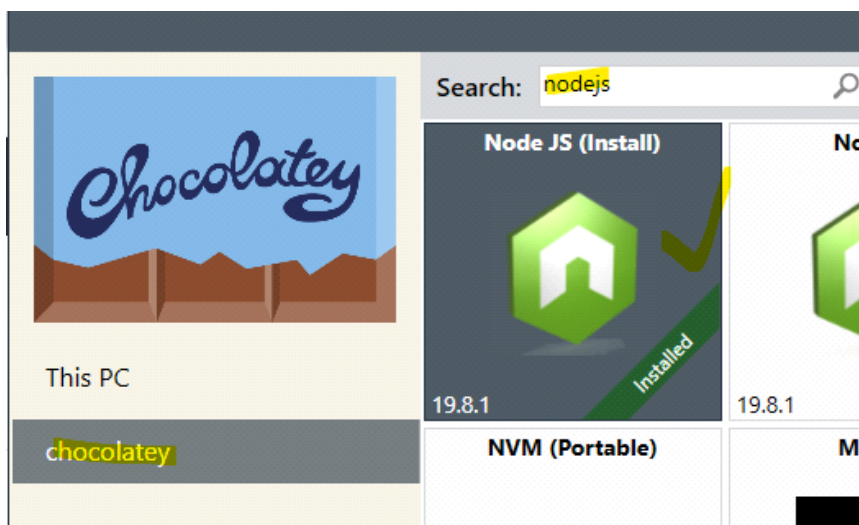 Chocolatey
This PC
chocolatey
Search: nodejs
Node JS (Install)
Installed
19.8.1
19.8.1
NVM (Portable)